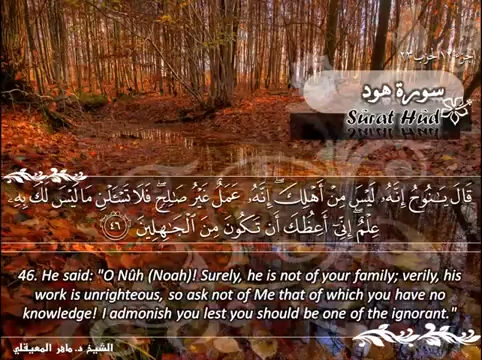 سورة هود
Sûrat Hûd
قَالَ يَـٰنُوحُ إِنَّهُۥ لَيْسَ مِنْ أَهْلِكَ ۖ إِنَّهُۥ عَمَلٌ غَيْرُ صَـٰلِحٍ ۖ فَلَا تَسْـَٔلْنِ مَا لَيْسَ لَكَ بِهِۦ
عِلْمٌ ۖ إِنِّىٓ أَعِظُكَ أَن تَكُونَ مِنَ ٱلْجَـٰهِلِينَ ٤٦
46. He said: "O Nûh (Noah)! Surely, he is not of your family; verily, his
work is unrighteous, so ask not of Me that of which you have no
knowledge! I admonish you lest you should be one of the ignorant."
الشيخ د. ماهر المعيقلي